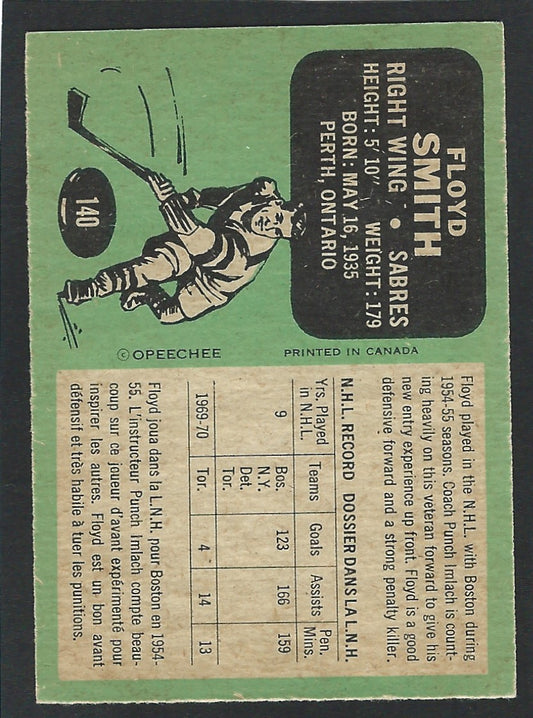 FLOYD
SMITH
RIGHT WING • SABRES
HEIGHT: 5' 10" WEIGHT: 179
BORN: MAY 16, 1935
PERTH, ONTARIO
140
© OPEECHEE PRINTED IN CANADA
Floyd played in the N.H.L. with Boston during
1954-55 seasons. Coach Punch Imlach is count-
ing heavily on this veteran forward to give his
new entry experience up front. Floyd is a good
defensive forward and a strong penalty killer.
N.H.L. RECORD DOSSIER DANS LA L.N.H.
Yrs. Played in N.H.L. Teams Goals Assists Pen. Mins.
9 Bos. 123 166 159
N.Y.
Det.
Tor.
1969-70 Tor. 4 14 13
Floyd joua dans la L.N.H. pour Boston en 1954-
55. L'instructeur Punch Imlach compte beau-
coup sur ce joueur d'avant expérimenté pour
inspirer les autres. Floyd est un bon avant
défensif et très habile à tuer les punitions.